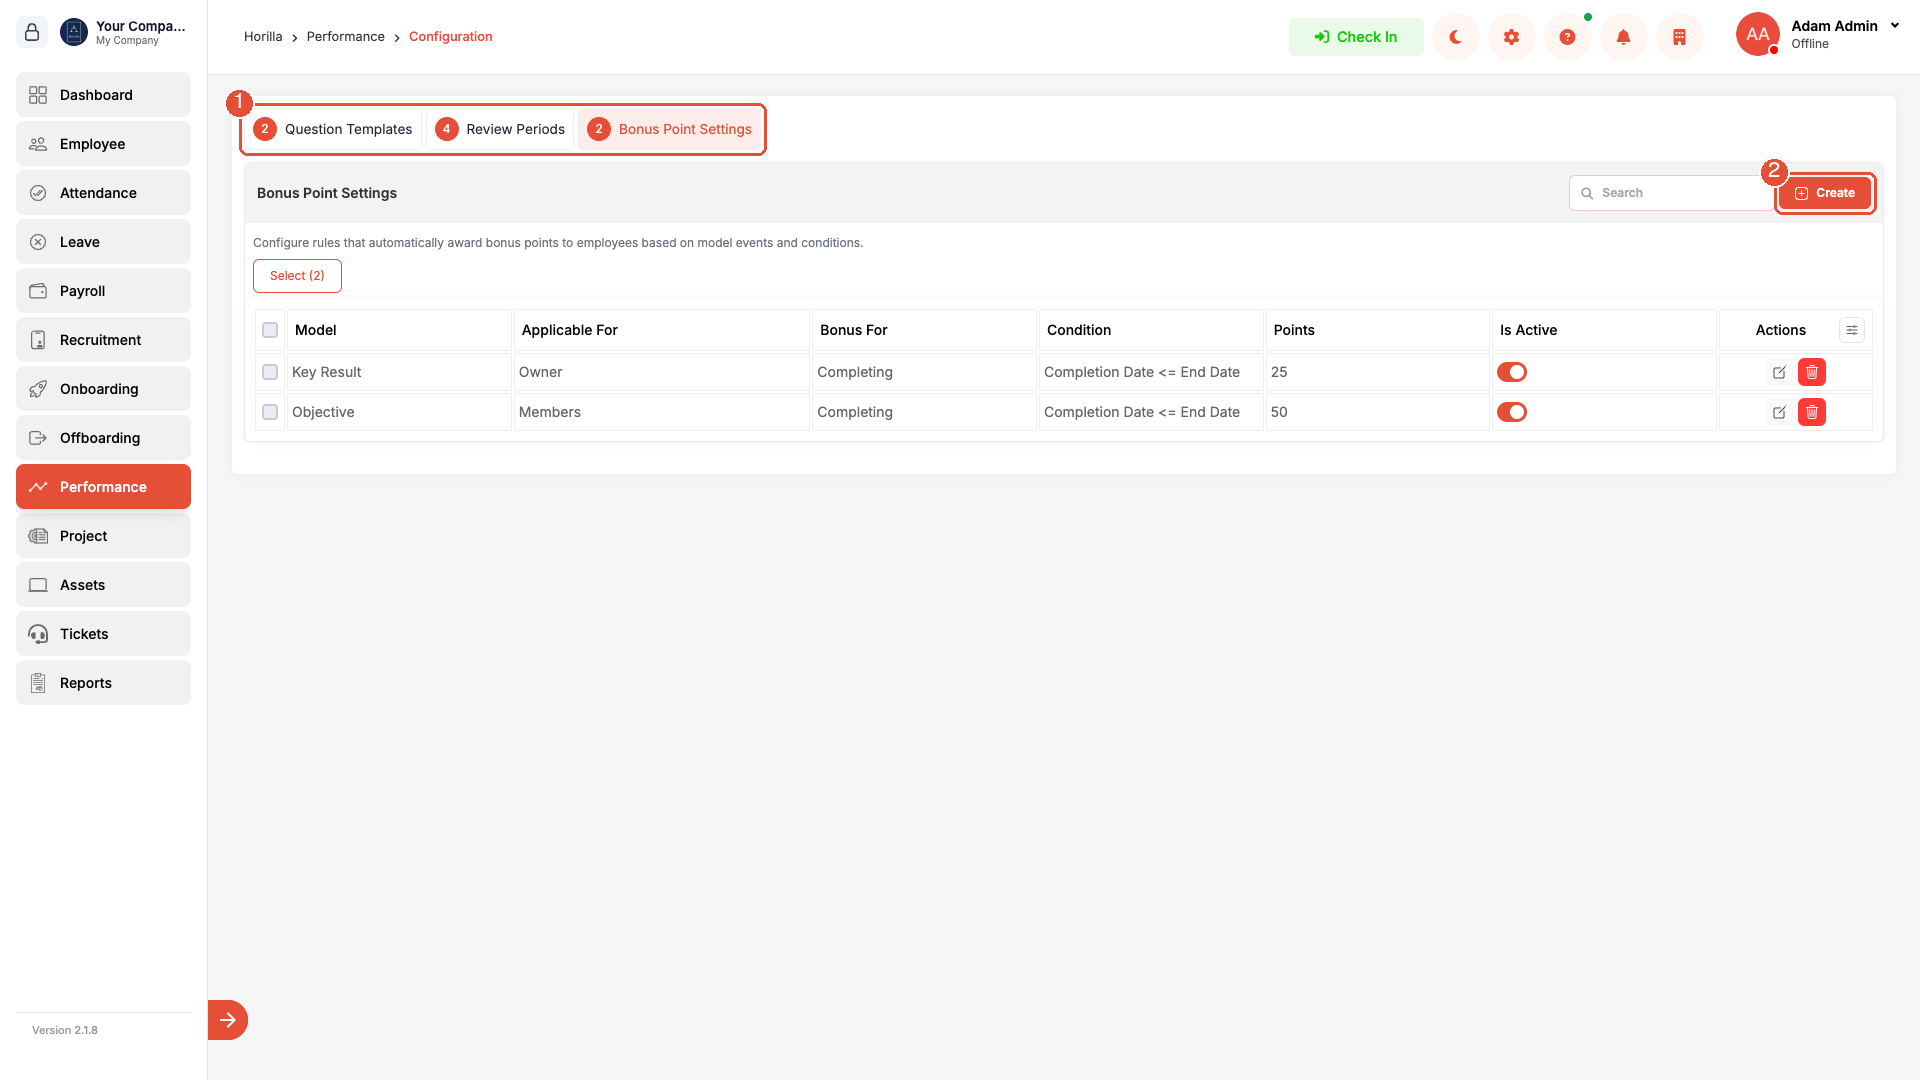 Your Compa...
My Company
Dashboard
Employee
Attendance
Leave
Payroll
Recruitment
Onboarding
Offboarding
Performance
Project
Assets
Tickets
Reports
Version 2.1.8
Horilla > Performance > Configuration
Check In
?
AA
Adam Admin
Offline
1
2 Question Templates
4 Review Periods
2 Bonus Point Settings
Bonus Point Settings
Search
2
Create
Configure rules that automatically award bonus points to employees based on model events and conditions.
Select (2)
Model Applicable For Bonus For Condition Points Is Active Actions
Key Result Owner Completing Completion Date <= End Date 25
Objective Members Completing Completion Date <= End Date 50